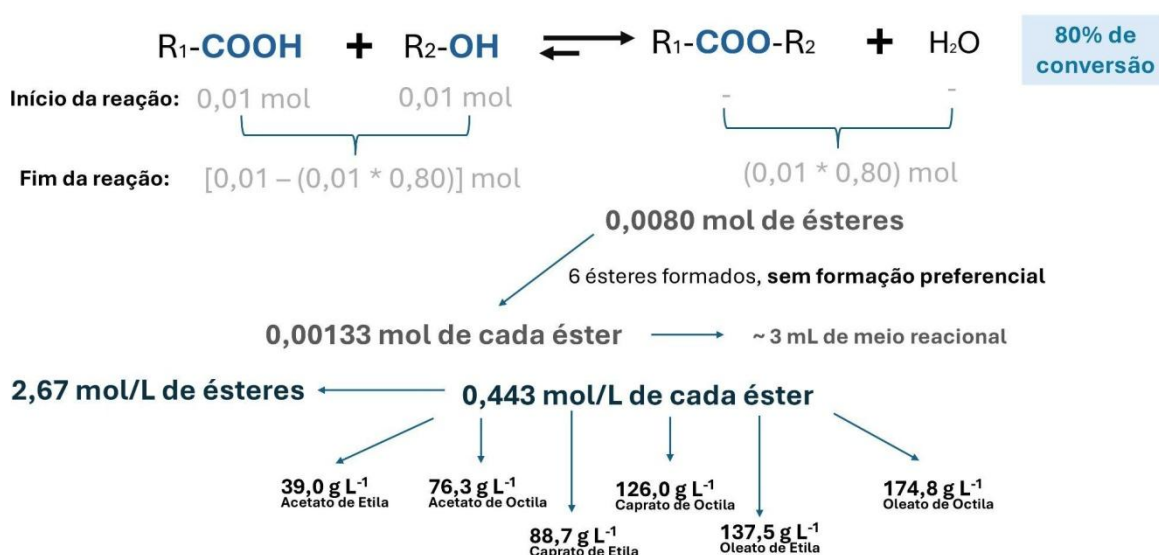 R₁-COOH + R₂-OH ⇌ R₁-COO-R₂ + H₂O
80% de conversão
Início da reação: 0,01 mol 0,01 mol - -
Fim da reação: [0,01 – (0,01 * 0,80)] mol (0,01 * 0,80) mol
0,0080 mol de ésteres
6 ésteres formados, sem formação preferencial
0,00133 mol de cada éster ~ 3 mL de meio reacional
2,67 mol/L de ésteres 0,443 mol/L de cada éster
39,0 g L⁻¹
Acetato de Etila
76,3 g L⁻¹
Acetato de Octila
88,7 g L⁻¹
Caprato de Etila
126,0 g L⁻¹
Caprato de Octila
137,5 g L⁻¹
Oleato de Etila
174,8 g L⁻¹
Oleato de Octila